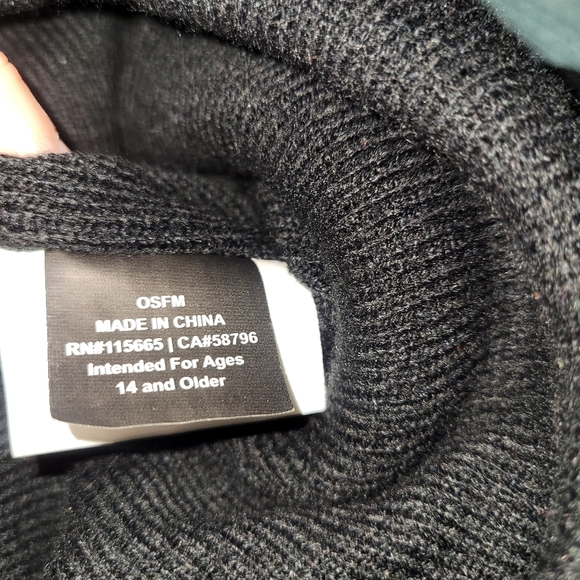 OSFM
MADE IN CHINA
RN#115665 | CA#58796
Intended For Ages
14 and Older